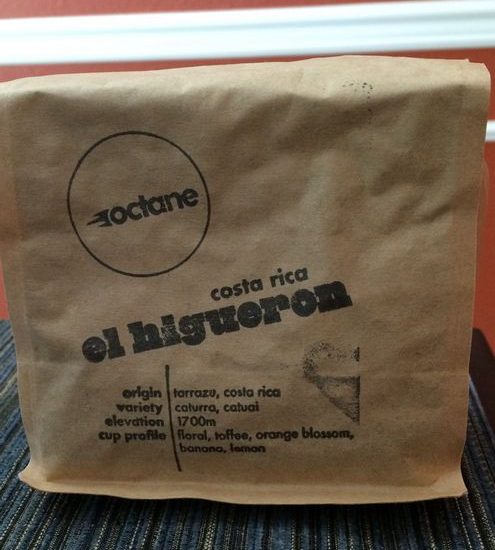 octane
costa rica
el higueron
origin tarrazu, costa rica
variety caturra, catuai
elevation 1700m
cup profile floral, toffee, orange blossom,
banana, lemon